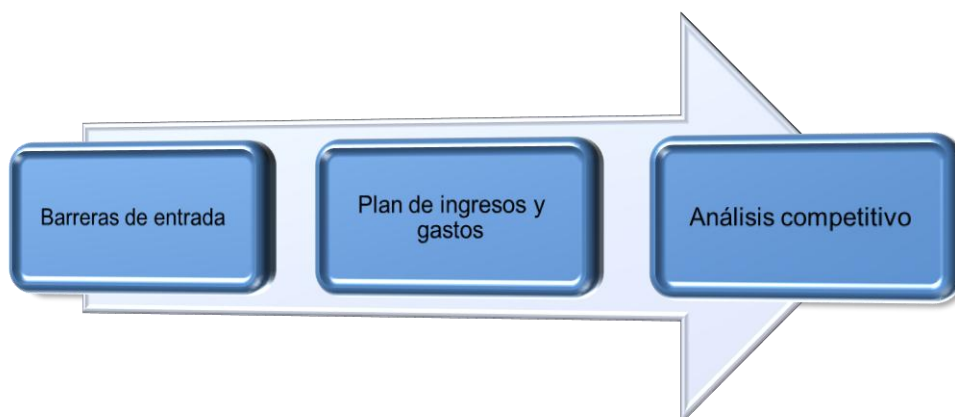 Barreras de entrada
Plan de ingresos y
gastos
Análisis competitivo